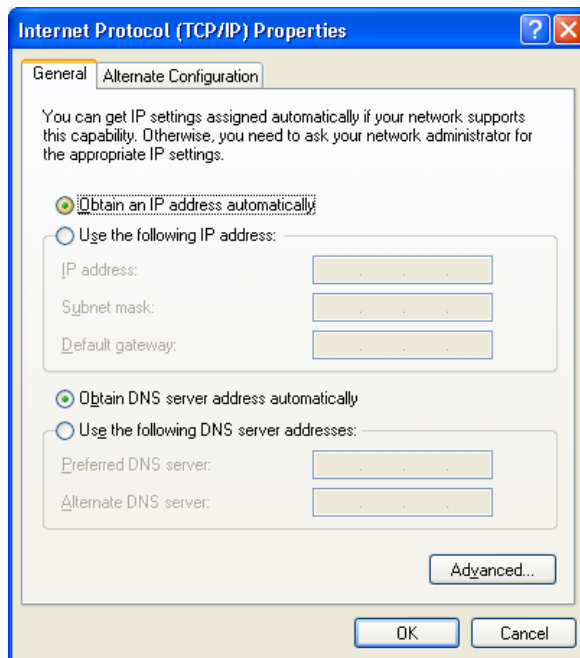 Internet Protocol (TCP/IP) Properties
General
Alternate Configuration
You can get IP settings assigned automatically if your network supports
this capability. Otherwise, you need to ask your network administrator for
the appropriate IP settings.
Obtain an IP address automatically
Use the following IP address:
IP address:
Subnet mask:
Default gateway:
Obtain DNS server address automatically
Use the following DNS server addresses:
Preferred DNS server:
Alternate DNS server:
Advanced...
OK
Cancel